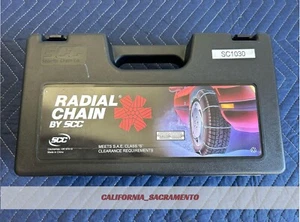 SC1030
RADIAL
CHAIN
BY SCC
SCC
MEETS S.A.E. CLASS "S"
CLEARANCE REQUIREMENTS
CALIFORNIA_SACRAMENTO